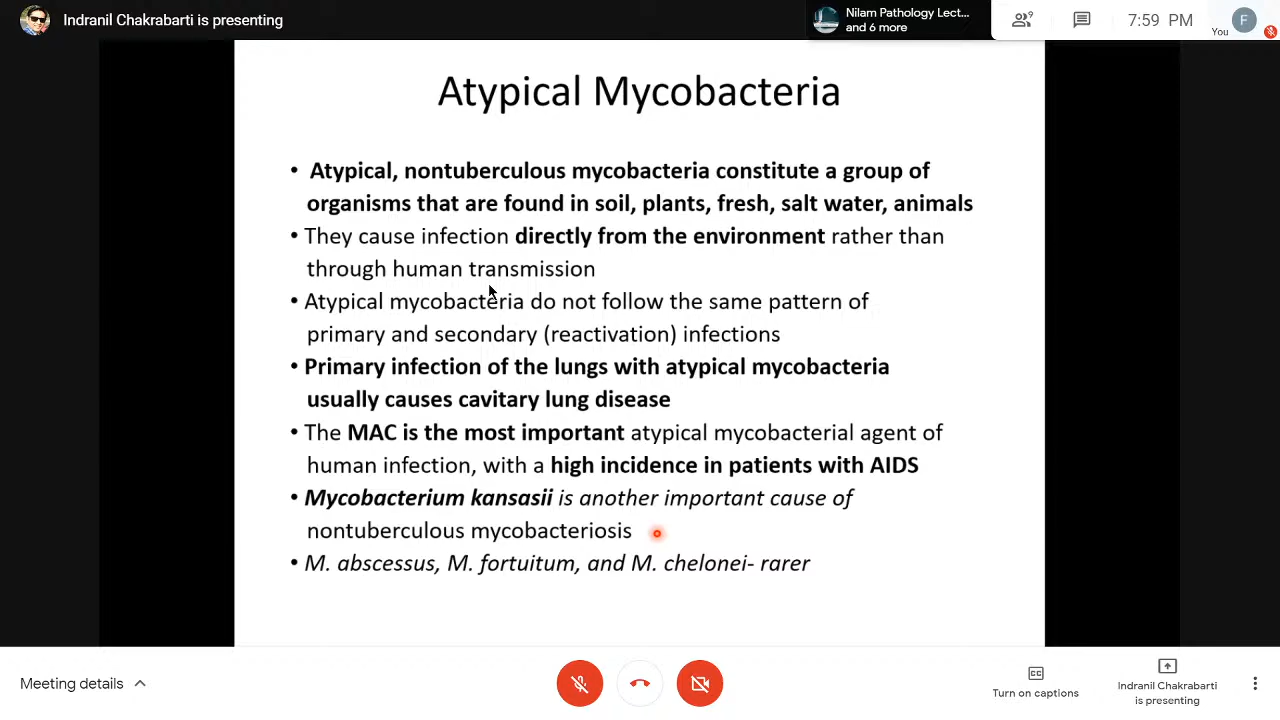 Indranil Chakrabarti is presenting
Nilam Pathology Lect...
and 6 more
9
7:59 PM
You
F
Atypical Mycobacteria
• Atypical, nontuberculous mycobacteria constitute a group of
organisms that are found in soil, plants, fresh, salt water, animals
• They cause infection directly from the environment rather than
through human transmission
• Atypical mycobacteria do not follow the same pattern of
primary and secondary (reactivation) infections
• Primary infection of the lungs with atypical mycobacteria
usually causes cavitary lung disease
• The MAC is the most important atypical mycobacterial agent of
human infection, with a high incidence in patients with AIDS
• Mycobacterium kansasii is another important cause of
nontuberculous mycobacteriosis
• M. abscessus, M. fortuitum, and M. chelonei- rarer
Meeting details
CC
Turn on captions
Indranil Chakrabarti
is presenting